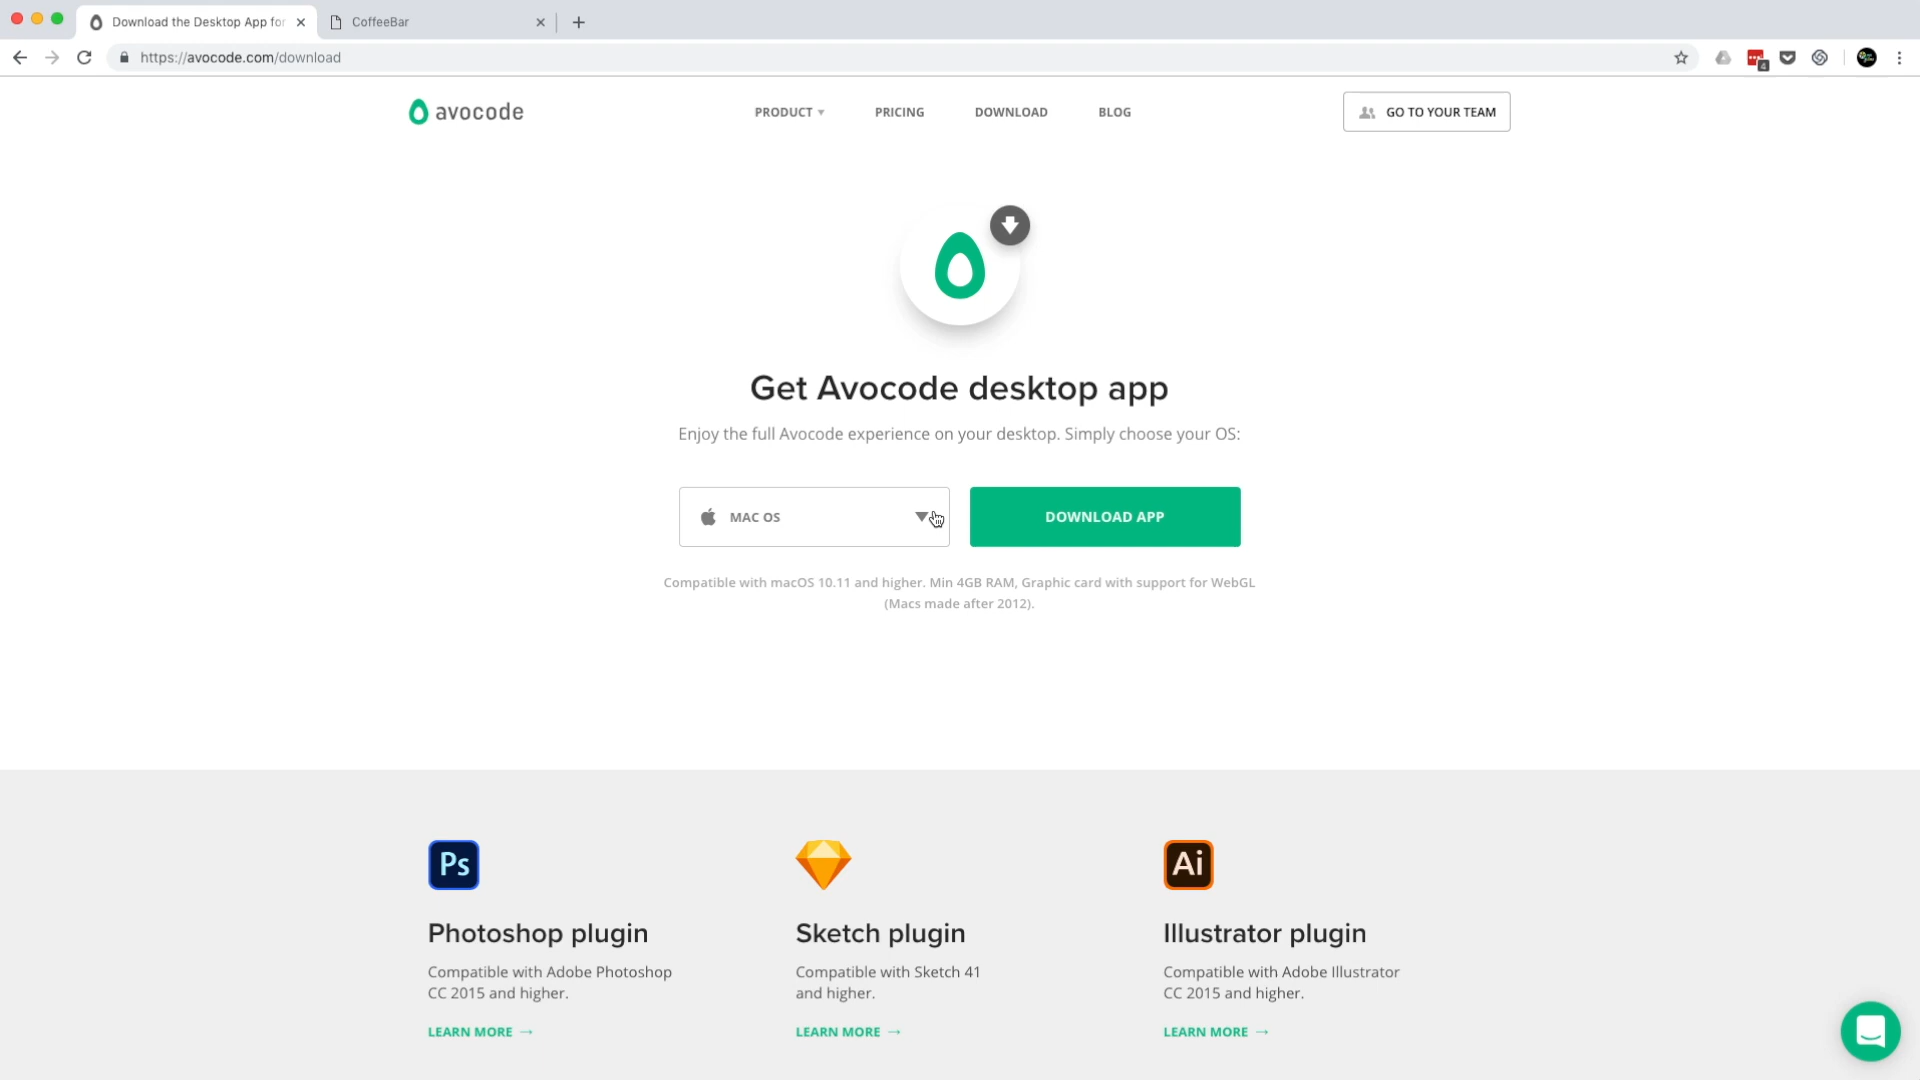 Download the Desktop App for
CoffeeBar
https://avocode.com/download
4
avocode
PRODUCT
PRICING
DOWNLOAD
BLOG
GO TO YOUR TEAM
Get Avocode desktop app
Enjoy the full Avocode experience on your desktop. Simply choose your OS:
MAC OS
DOWNLOAD APP
Compatible with macOS 10.11 and higher. Min 4GB RAM, Graphic card with support for WebGL
(Macs made after 2012).
Ps
Ai
Photoshop plugin
Sketch plugin
Illustrator plugin
Compatible with Adobe Photoshop
CC 2015 and higher.
Compatible with Sketch 41
and higher.
Compatible with Adobe Illustrator
CC 2015 and higher.
LEARN MORE →
LEARN MORE →
LEARN MORE →